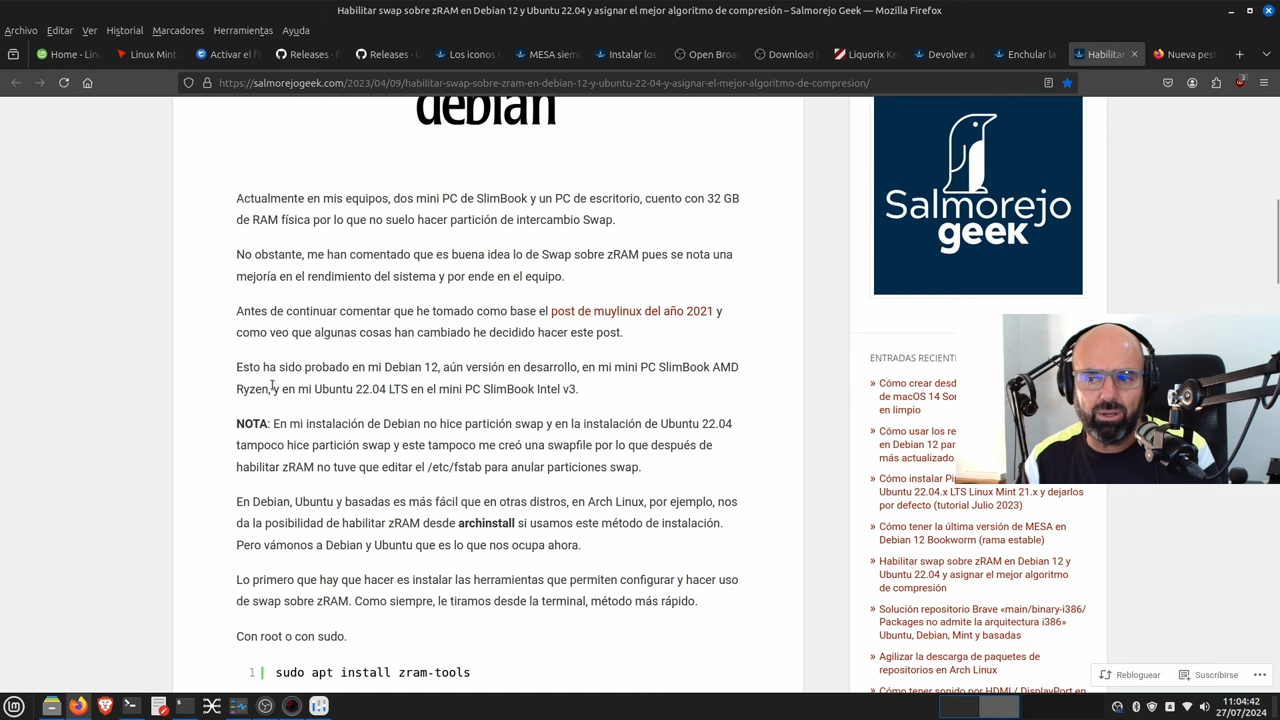 Habilitar swap sobre zRAM en Debian 12 y Ubuntu 22.04 y asignar el mejor algoritmo de compresión – Salmorejo Geek — Mozilla Firefox
Archivo Editar Ver Historial Marcadores Herramientas Ayuda
Home - Lin
Linux Mint
Activar el f
Releases -
Releases -
Los iconos
MESA siem
Instalar los
Open Broa
Download
Liquorix Ke
Devolver a
Enchular la
Habilitar
Nueva pest
https://salmorejogeek.com/2023/04/09/habilitar-swap-sobre-zram-en-debian-12-y-ubuntu-22-04-y-asignar-el-mejor-algoritmo-de-compresion/
debian
Actualmente en mis equipos, dos mini PC de SlimBook y un PC de escritorio, cuento con 32 GB
de RAM física por lo que no suelo hacer partición de intercambio Swap.
No obstante, me han comentado que es buena idea lo de Swap sobre zRAM pues se nota una
mejoría en el rendimiento del sistema y por ende en el equipo.
Antes de continuar comentar que he tomado como base el post de muylinux del año 2021 y
como veo que algunas cosas han cambiado he decidido hacer este post.
Esto ha sido probado en mi Debian 12, aún versión en desarrollo, en mi mini PC SlimBook AMD
Ryzen, y en mi Ubuntu 22.04 LTS en el mini PC SlimBook Intel v3.
NOTA: En mi instalación de Debian no hice partición swap y en la instalación de Ubuntu 22.04
tampoco hice partición swap y este tampoco me creó una swapfile por lo que después de
habilitar zRAM no tuve que editar el /etc/fstab para anular particiones swap.
En Debian, Ubuntu y basadas es más fácil que en otras distros, en Arch Linux, por ejemplo, nos
da la posibilidad de habilitar zRAM desde archinstall si usamos este método de instalación.
Pero vámonos a Debian y Ubuntu que es lo que nos ocupa ahora.
Lo primero que hay que hacer es instalar las herramientas que permiten configurar y hacer uso
de swap sobre zRAM. Como siempre, le tiramos desde la terminal, método más rápido.
Con root o con sudo.
1 sudo apt install zram-tools
Salmorejo
geek
ENTRADAS RECIENT
» Cómo crear desd
de macOS 14 Son
en limpio
» Cómo usar los re
en Debian 12 par
más actualizado
» Cómo instalar Pi
Ubuntu 22.04.x LTS Linux Mint 21.x y dejarlos
por defecto (tutorial Julio 2023)
» Cómo tener la última versión de MESA en
Debian 12 Bookworm (rama estable)
» Habilitar swap sobre zRAM en Debian 12 y
Ubuntu 22.04 y asignar el mejor algoritmo
de compresión
» Solución repositorio Brave «main/binary-i386/
Packages no admite la arquitectura i386»
Ubuntu, Debian, Mint y basadas
» Agilizar la descarga de paquetes de
repositorios en Arch Linux
» Cómo tener sonido por HDMI / DisplayPort en
Rebloguear Suscribirse
11:04:42
27/07/2024